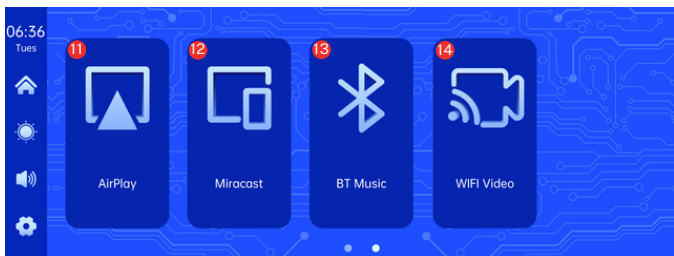 06:36
Tues
11
12
13
14
AirPlay
Miracast
BT Music
WIFI Video